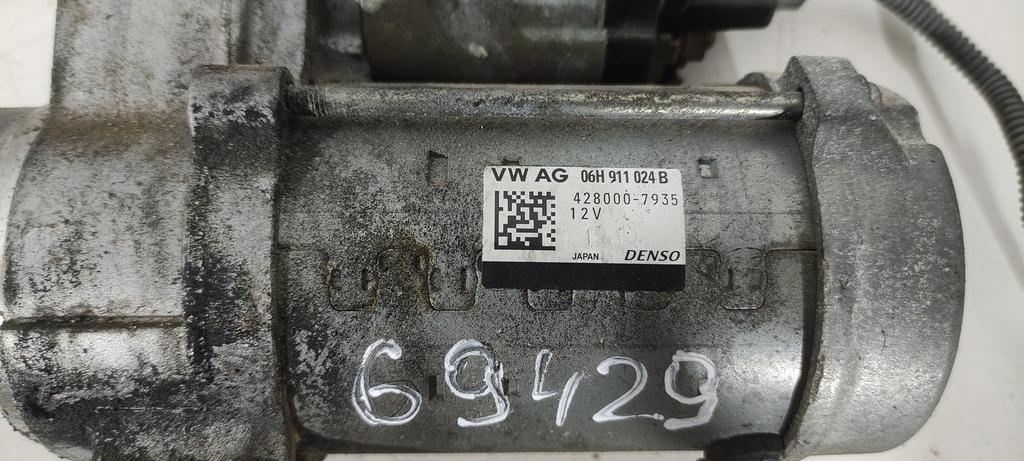 VW AG 06H 911 024 B
428000-7935
12V
JAPAN DENSO
69429